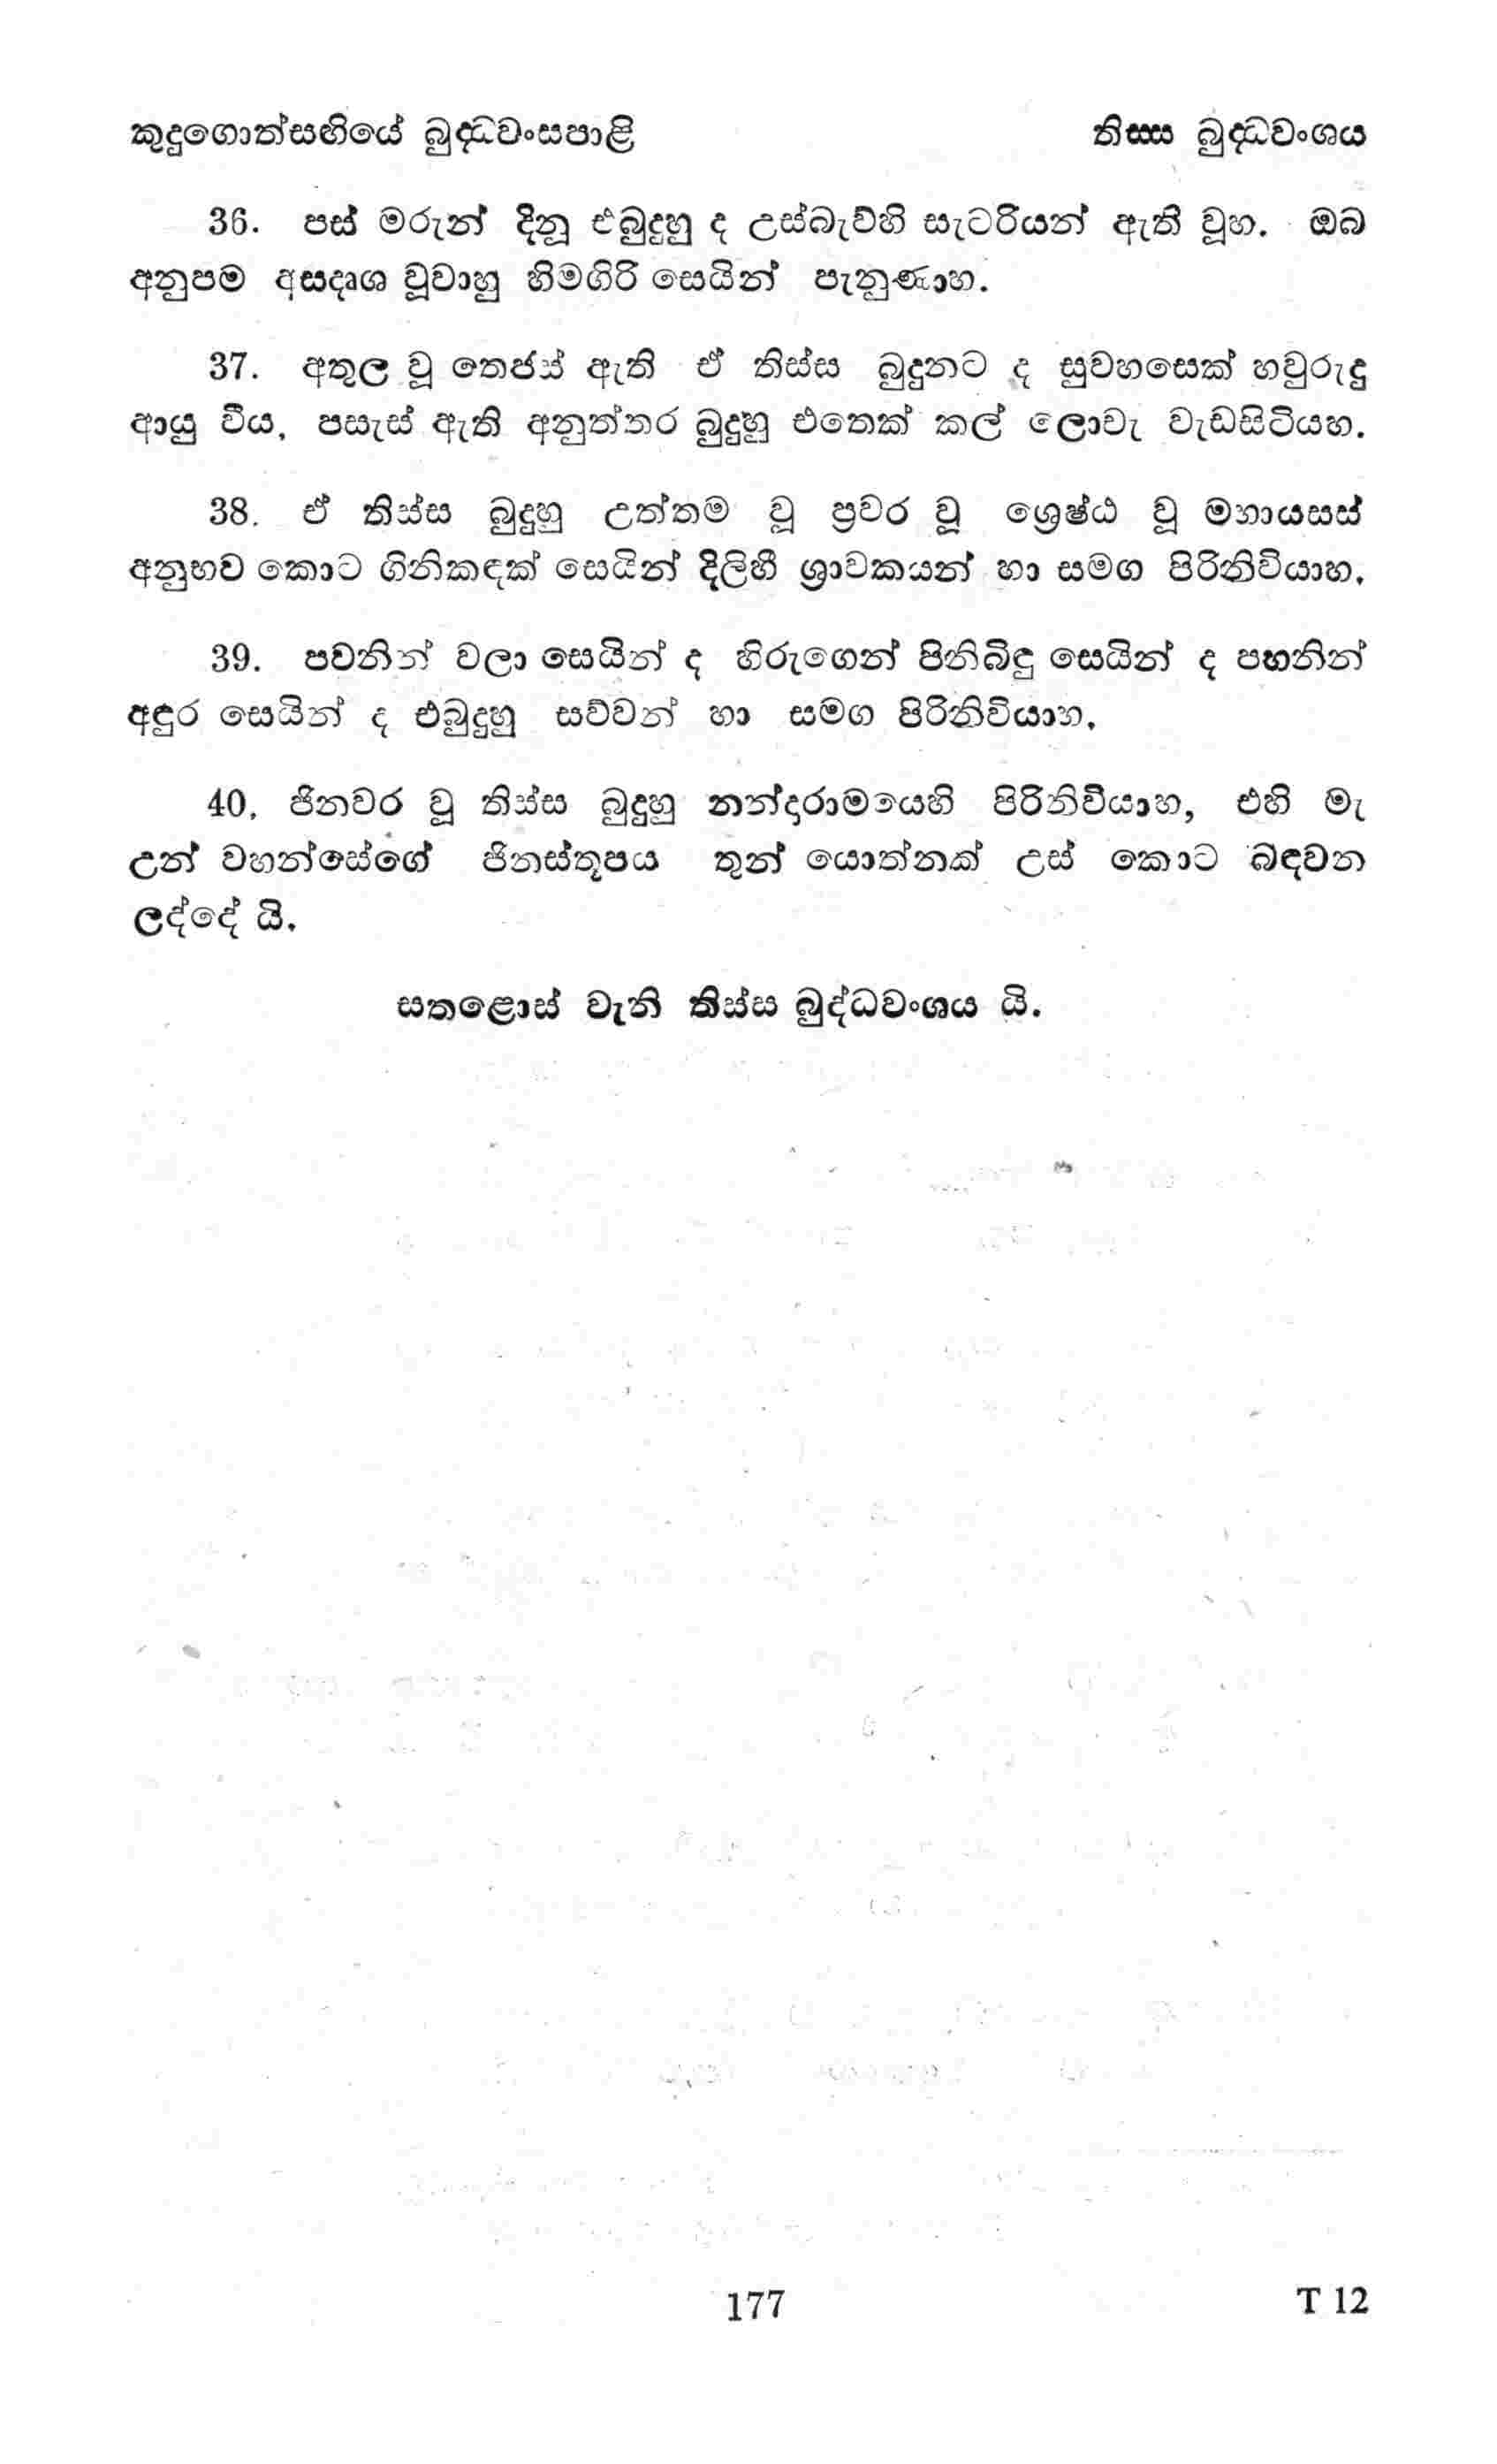 කුදුගොත්සඟියේ බුද්ධවංසපාළි තිස්ස බුද්ධවංශය
36. පස් මරුන් දිනූ එබුදුහු ද උස්බැව්හි සැටරියන් ඇති වූහ. ඔබ
අනුපම අසදෘශ වූවාහු හිමගිරි සෙයින් පැනුණාහ.
37. අතුල වූ තෙජස් ඇති ඒ තිස්ස බුදුනට ද සුවහසෙක් හවුරුදු
ආයු විය, පසැස් ඇති අනුත්තර බුදුහු එතෙක් කල් ලොවැ වැඩසිටියහ.
38. ඒ තිස්ස බුදුහු උත්තම වූ ප්‍රවර වූ ශ්‍රෙෂ්ඨ වූ මහායසස්
අනුභව කොට ගිනිකඳක් සෙයින් දිලිහී ශ්‍රාවකයන් හා සමග පිරිනිවියාහ.
39. පවනින් වලා සෙයින් ද හිරුගෙන් පිනිබිඳු සෙයින් ද පහනින්
අඳුර සෙයින් ද එබුදුහු සව්වන් හා සමග පිරිනිවියාහ.
40. ජිනවර වූ තිස්ස බුදුහු නන්දාරාමයෙහි පිරිනිවියාහ, එහි මැ
උන් වහන්සේගේ ජිනස්තූපය තුන් යොත්නක් උස් කොට බඳවන
ලද්දේ යි.
සතළොස් වැනි තිස්ස බුද්ධවංශය යි.
177 T 12